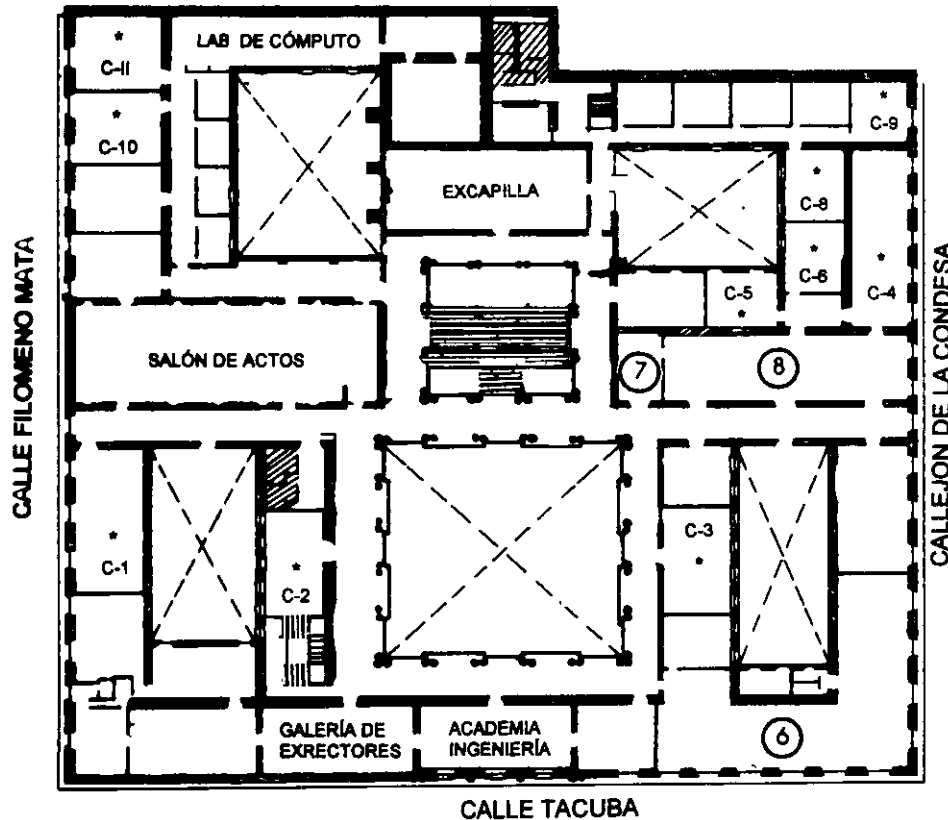 LAB DE CÓMPUTO
*
C-11
*
C-10
*
C-9
EXCAPILLA
*
C-8
*
C-6
*
C-4
C-5
*
SALÓN DE ACTOS
7
8
CALLE FILOMENO MATA
CALLEJON DE LA CONDESA
*
C-1
*
C-2
C-3
*
GALERÍA DE
EXRECTORES
ACADEMIA
INGENIERÍA
6
CALLE TACUBA